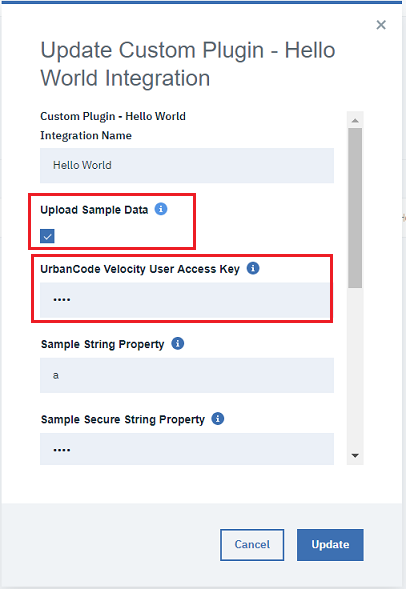 Update Custom Plugin - Hello
World Integration
Custom Plugin - Hello World
Integration Name
Hello World
Upload Sample Data
UrbanCode Velocity User Access Key
••••
Sample String Property
a
Sample Secure String Property
••••
Cancel
Update